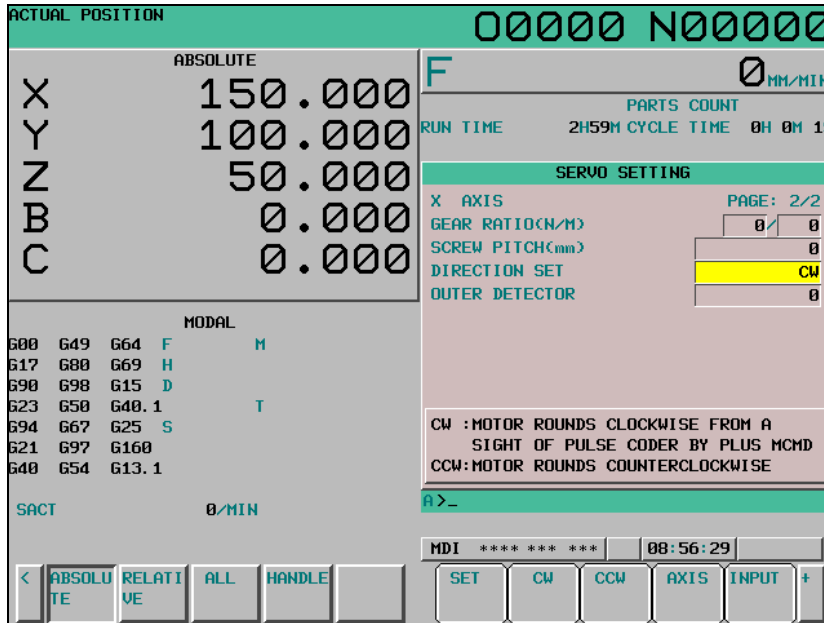 ACTUAL POSITION
O0000 N00000
ABSOLUTE
X 150.000
Y 100.000
Z 50.000
B 0.000
C 0.000
F 0 MM/MIN
PARTS COUNT
RUN TIME 2H59M CYCLE TIME 0H 0M 1
SERVO SETTING
X AXIS PAGE: 2/2
GEAR RATIO(N/M) 0/ 0
SCREW PITCH(mm) 0
DIRECTION SET CW
OUTER DETECTOR 0
CW :MOTOR ROUNDS CLOCKWISE FROM A
SIGHT OF PULSE CODER BY PLUS MCMD
CCW:MOTOR ROUNDS COUNTERCLOCKWISE
MODAL
G00 G49 G64 F M
G17 G80 G69 H
G90 G98 G15 D
G23 G50 G40.1 T
G94 G67 G25 S
G21 G97 G160
G40 G54 G13.1
SACT 0/MIN
A>_
MDI **** *** *** 08:56:29
< ABSOLU RELATI ALL HANDLE
TE VE
SET CW CCW AXIS INPUT +